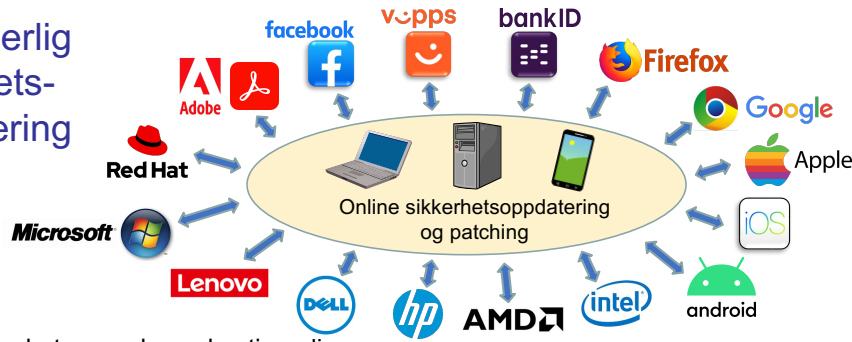 erlig
ets-
ering
facebook
vipps
bankID
Adobe
Firefox
Google
Red Hat
Apple
Online sikkerhetsoppdatering
og patching
Microsoft
iOS
Lenovo
DELL
hp
AMD
intel
android